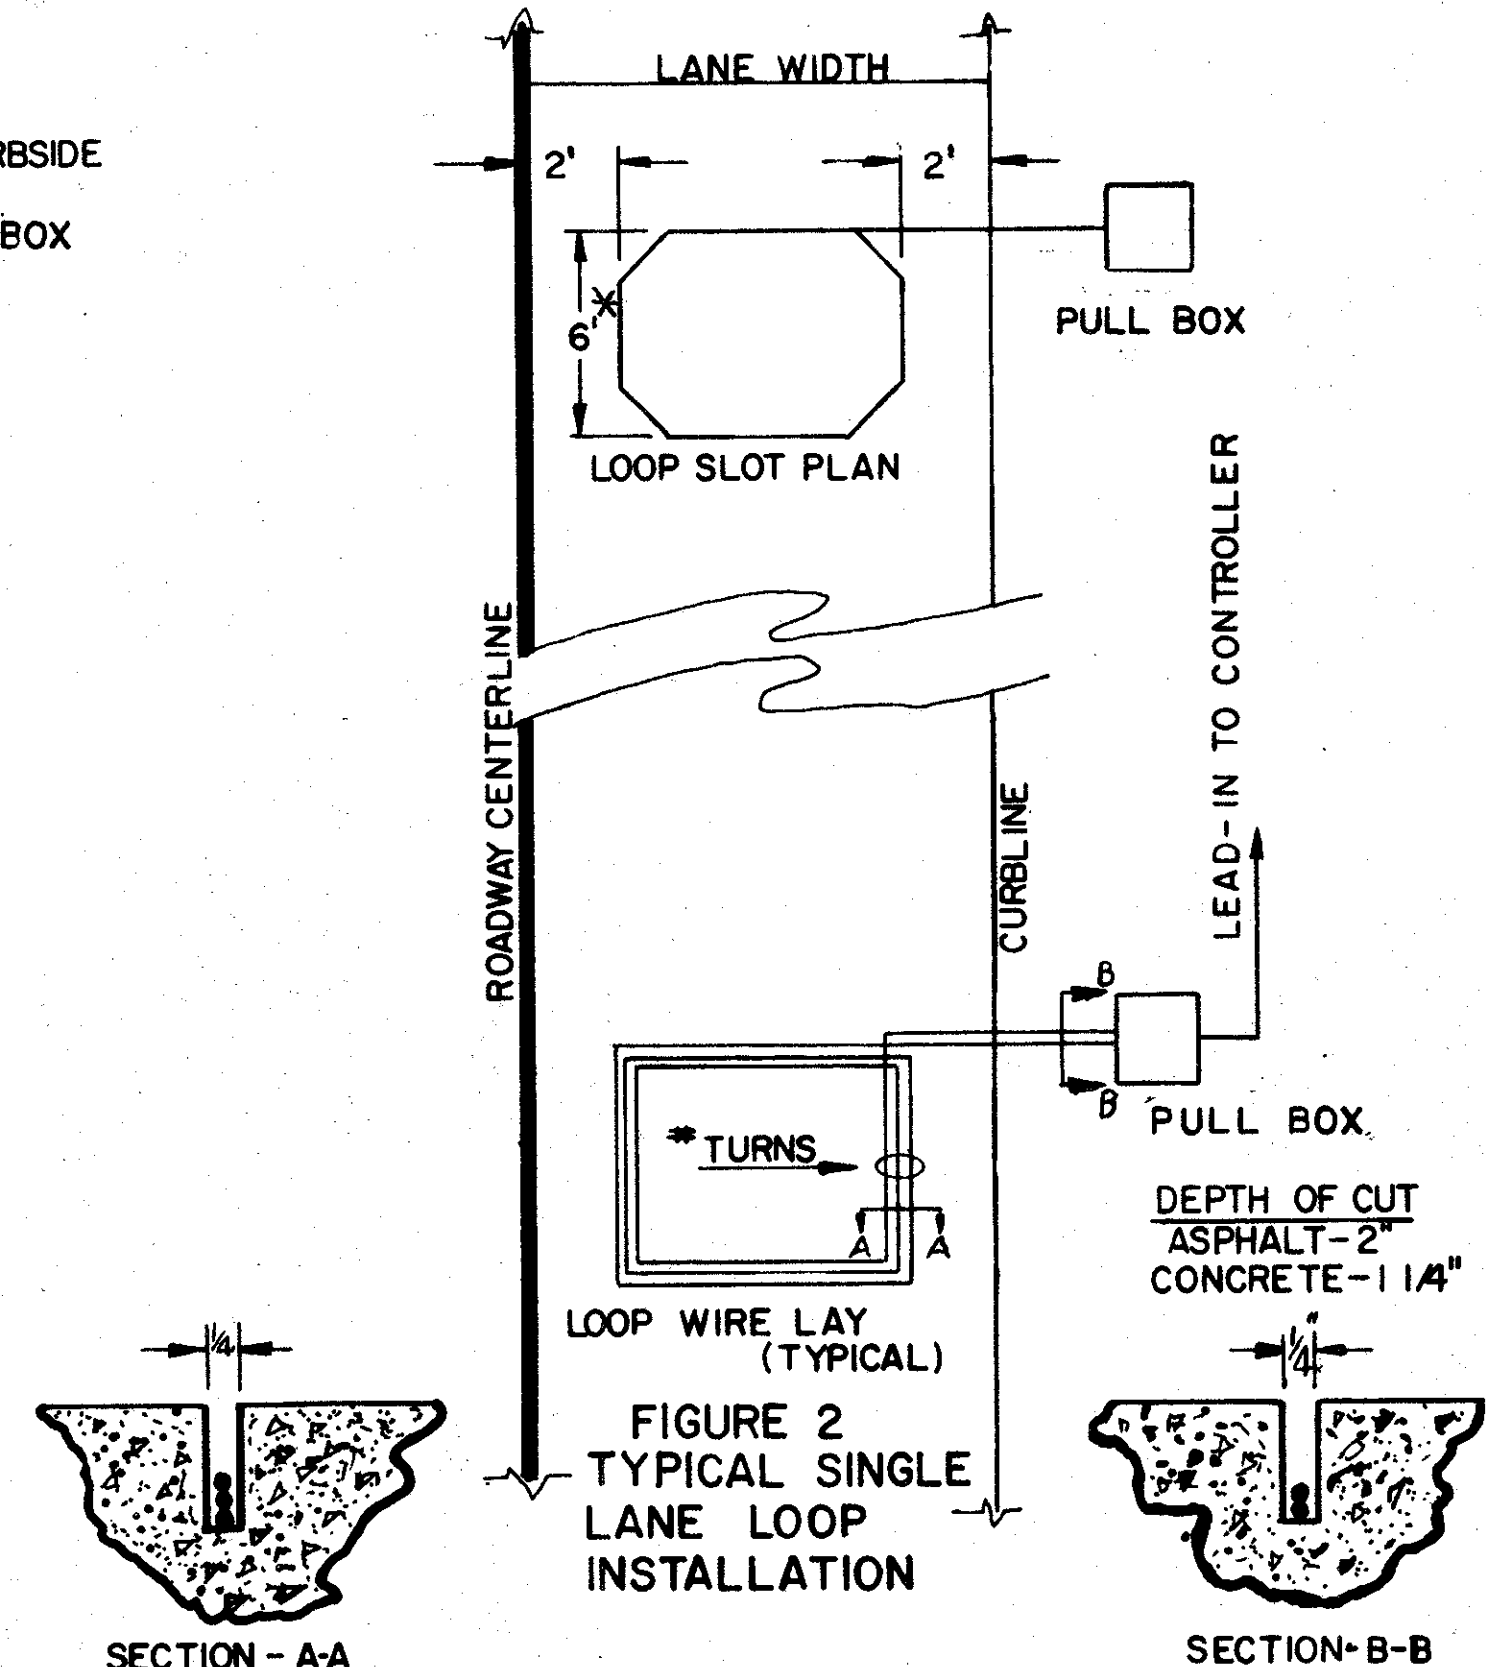 LANE WIDTH
RBSIDE
2'
2'
BOX
6'*
PULL BOX
LOOP SLOT PLAN
LEAD-IN TO CONTROLLER
ROADWAY CENTERLINE
CURBLINE
B
B
PULL BOX
* TURNS
A A
DEPTH OF CUT
ASPHALT-2"
CONCRETE-1 1/4"
LOOP WIRE LAY
(TYPICAL)
1/4
1/4"
FIGURE 2
TYPICAL SINGLE
LANE LOOP
INSTALLATION
SECTION-A-A
SECTION-B-B